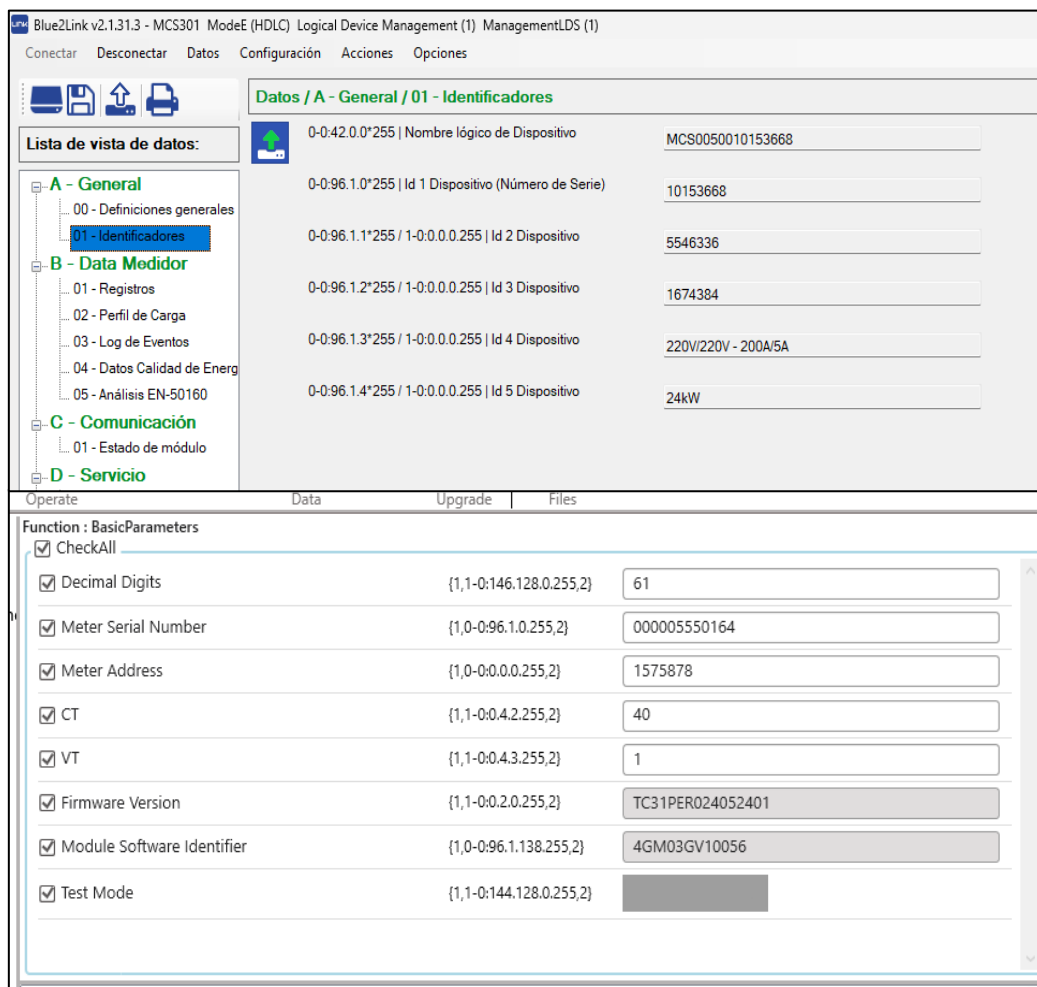 LINK Blue2Link v2.1.31.3 - MCS301 ModeE (HDLC) Logical Device Management (1) ManagementLDS (1)
Conectar Desconectar Datos Configuración Acciones Opciones
Datos / A - General / 01 - Identificadores
Lista de vista de datos:
A - General
00 - Definiciones generales
01 - Identificadores
B - Data Medidor
01 - Registros
02 - Perfil de Carga
03 - Log de Eventos
04 - Datos Calidad de Energ
05 - Análisis EN-50160
C - Comunicación
01 - Estado de módulo
D - Servicio
0-0:42.0.0*255 | Nombre lógico de Dispositivo MCS0050010153668
0-0:96.1.0*255 | Id 1 Dispositivo (Número de Serie) 10153668
0-0:96.1.1*255 / 1-0:0.0.0.255 | Id 2 Dispositivo 5546336
0-0:96.1.2*255 / 1-0:0.0.0.255 | Id 3 Dispositivo 1674384
0-0:96.1.3*255 / 1-0:0.0.0.255 | Id 4 Dispositivo 220V/220V - 200A/5A
0-0:96.1.4*255 / 1-0:0.0.0.255 | Id 5 Dispositivo 24kW
Operate Data Upgrade Files
Function : BasicParameters
CheckAll
Decimal Digits {1,1-0:146.128.0.255,2} 61
Meter Serial Number {1,0-0:96.1.0.255,2} 000005550164
Meter Address {1,0-0:0.0.0.255,2} 1575878
CT {1,1-0:0.4.2.255,2} 40
VT {1,1-0:0.4.3.255,2} 1
Firmware Version {1,1-0:0.2.0.255,2} TC31PER024052401
Module Software Identifier {1,0-0:96.1.138.255,2} 4GM03GV10056
Test Mode {1,1-0:144.128.0.255,2}